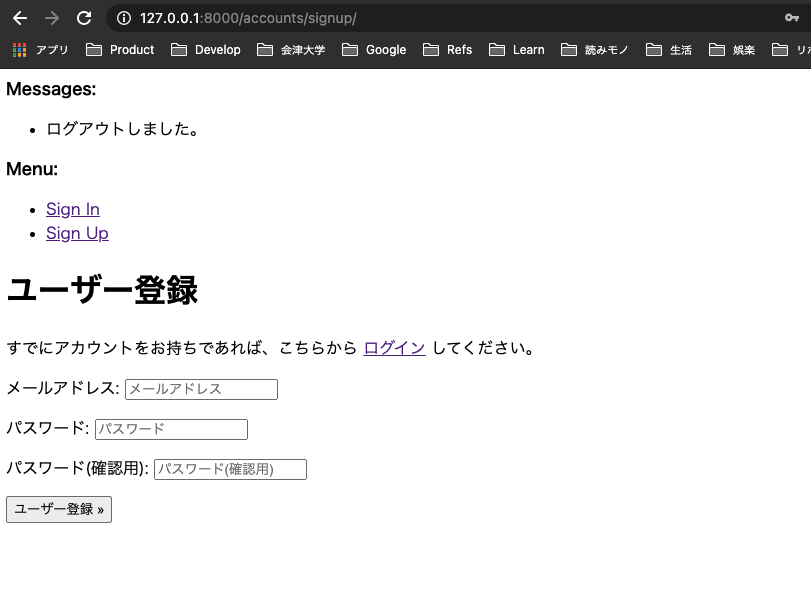 127.0.0.1:8000/accounts/signup/
アプリ Product Develop 会津大学 Google Refs Learn 読みモノ 生活 娯楽 リホ
Messages:
• ログアウトしました。
Menu:
• Sign In
• Sign Up
ユーザー登録
すでにアカウントをお持ちであれば、こちらから ログイン してください。
メールアドレス: メールアドレス
パスワード: パスワード
パスワード(確認用): パスワード(確認用)
ユーザー登録 »